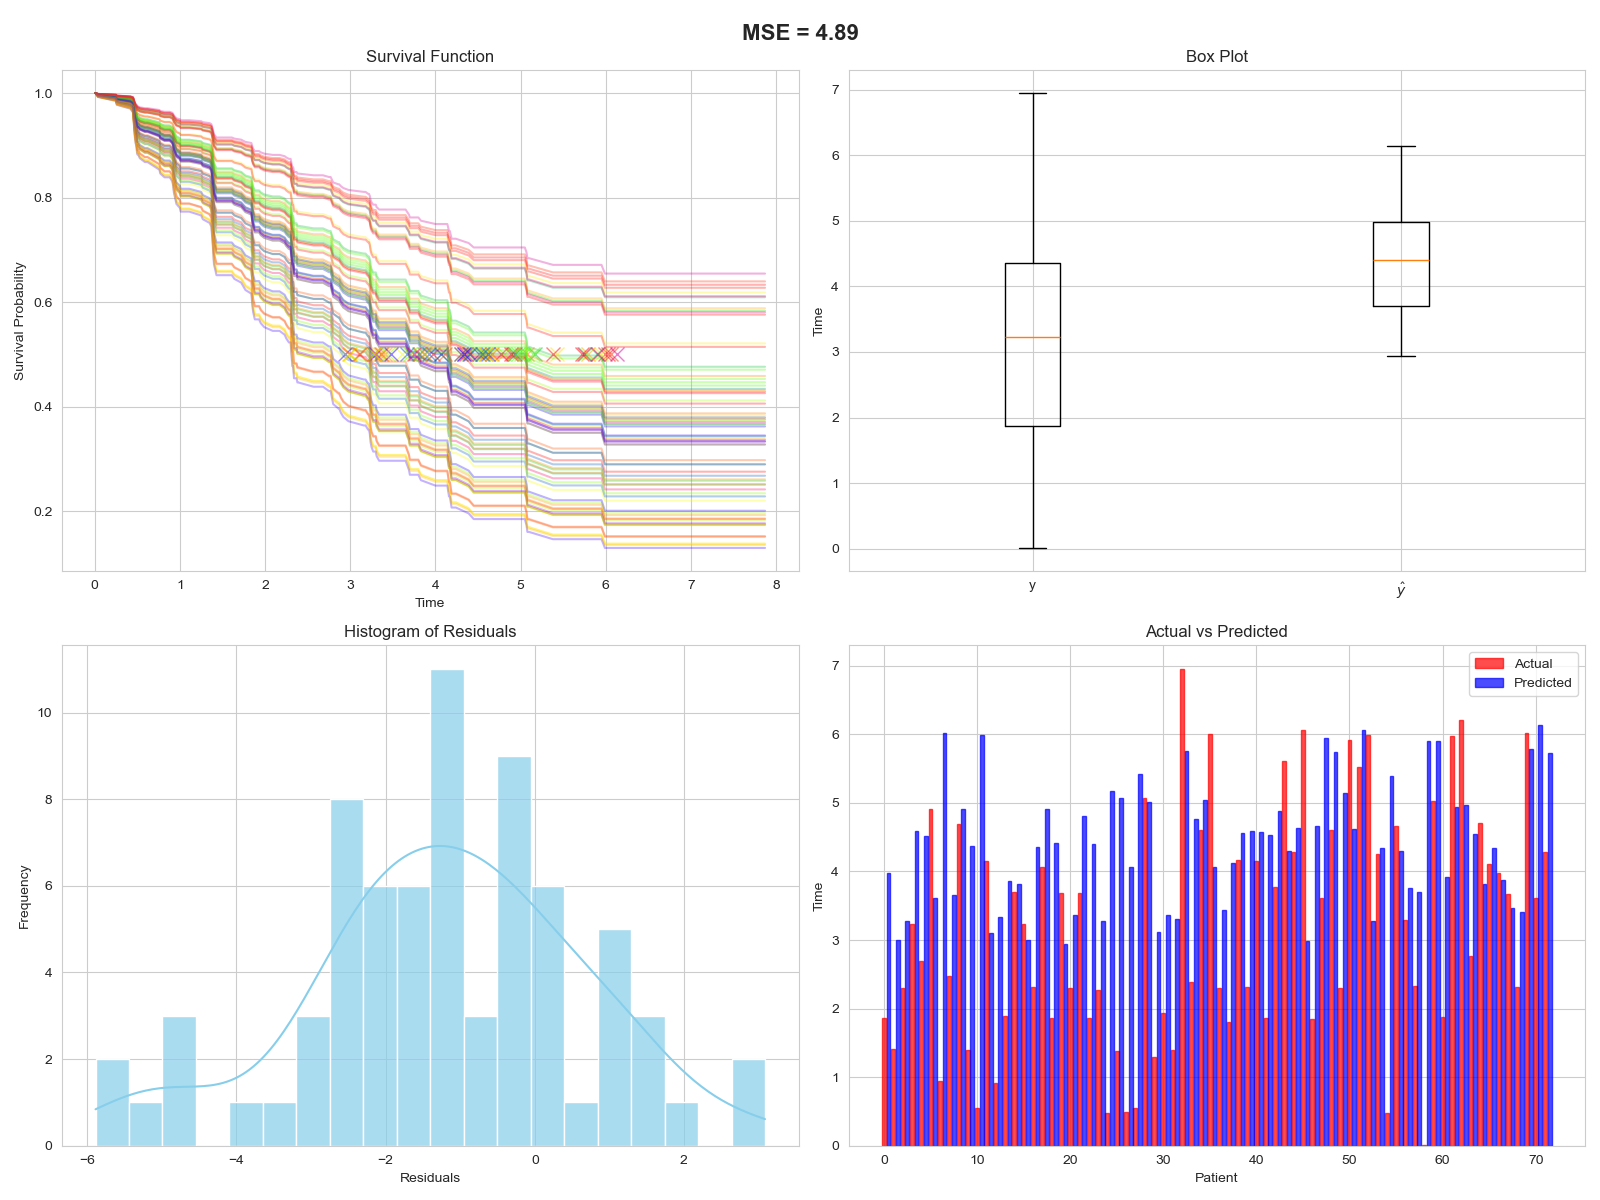 MSE = 4.89
Survival Function
Survival Probability
1.0
0.8
0.6
0.4
0.2
0 1 2 3 4 5 6 7 8
Time
Box Plot
Time
7
6
5
4
3
2
1
0
y ŷ
Histogram of Residuals
Frequency
10
8
6
4
2
0
−6 −4 −2 0 2
Residuals
Actual vs Predicted
Actual
Predicted
Time
7
6
5
4
3
2
1
0
0 10 20 30 40 50 60 70
Patient